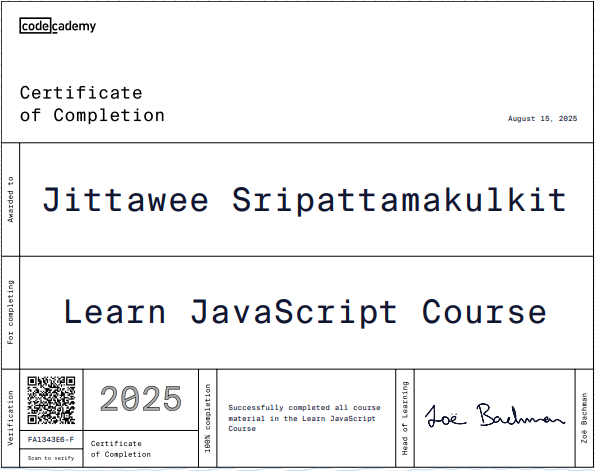 codecademy
Certificate
of Completion
August 15, 2025
Awarded to
Jittawee Sripattamakulkit
For completing
Learn JavaScript Course
Verification
FA1343E6-F
Scan to verify
2025
Certificate
of Completion
100% completion
Successfully completed all course
material in the Learn JavaScript
Course
Head of Learning
Zoë Bachman
Zoë Bachman